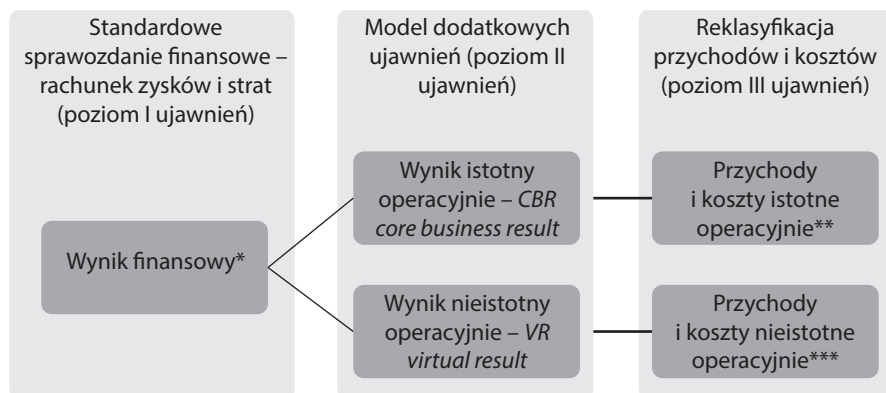 Standardowe
sprawozdanie finansowe –
rachunek zysków i strat
(poziom I ujawnień)
Wynik finansowy*
Model dodatkowych
ujawnień (poziom II
ujawnień)
Wynik istotny
operacyjnie – CBR
core business result
Wynik nieistotny
operacyjnie – VR
virtual result
Reklasyfikacja
przychodów i kosztów
(poziom III ujawnień)
Przychody
i koszty istotne
operacyjnie**
Przychody
i koszty nieistotne
operacyjnie***